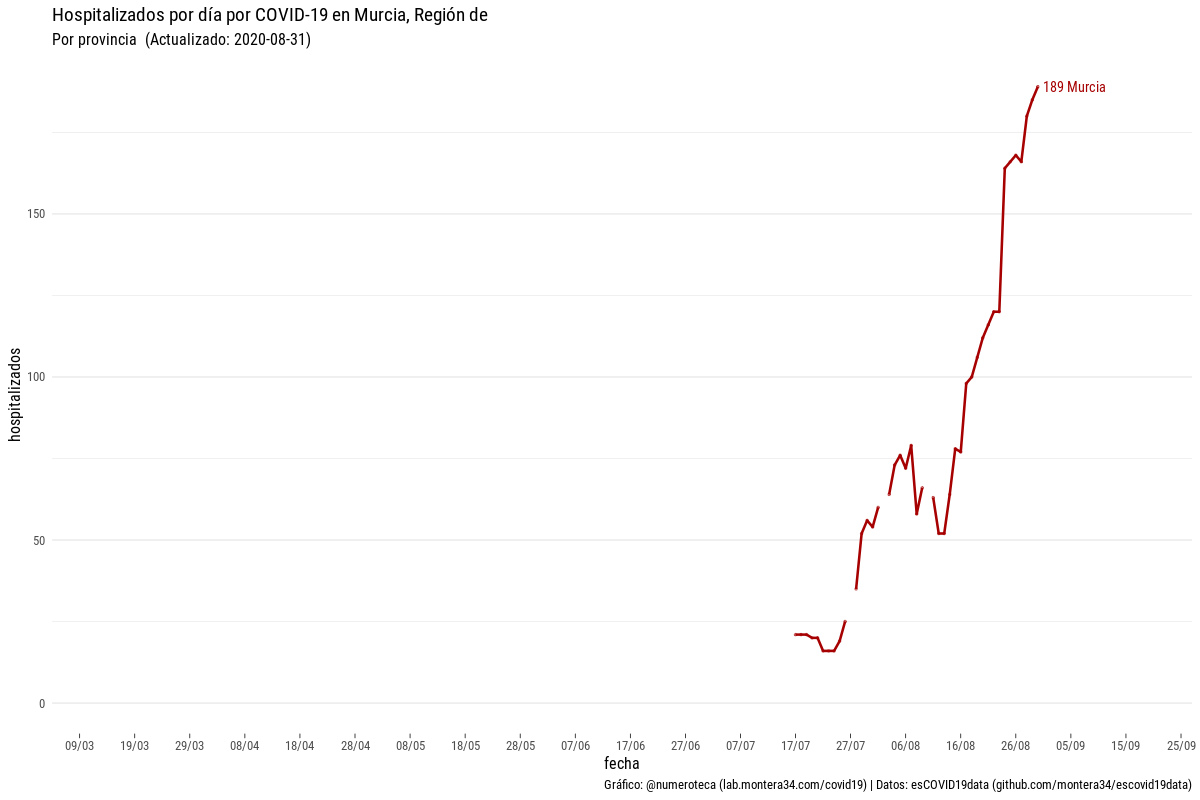 Hospitalizados por día por COVID-19 en Murcia, Región de
Por provincia  (Actualizado: 2020-08-31)
189 Murcia
hospitalizados
150
100
50
0
09/03 19/03 29/03 08/04 18/04 28/04 08/05 18/05 28/05 07/06 17/06 27/06 07/07 17/07 27/07 06/08 16/08 26/08 05/09 15/09 25/09
fecha
Gráfico: @numeroteca (lab.montera34.com/covid19) | Datos: esCOVID19data (github.com/montera34/escovid19data)